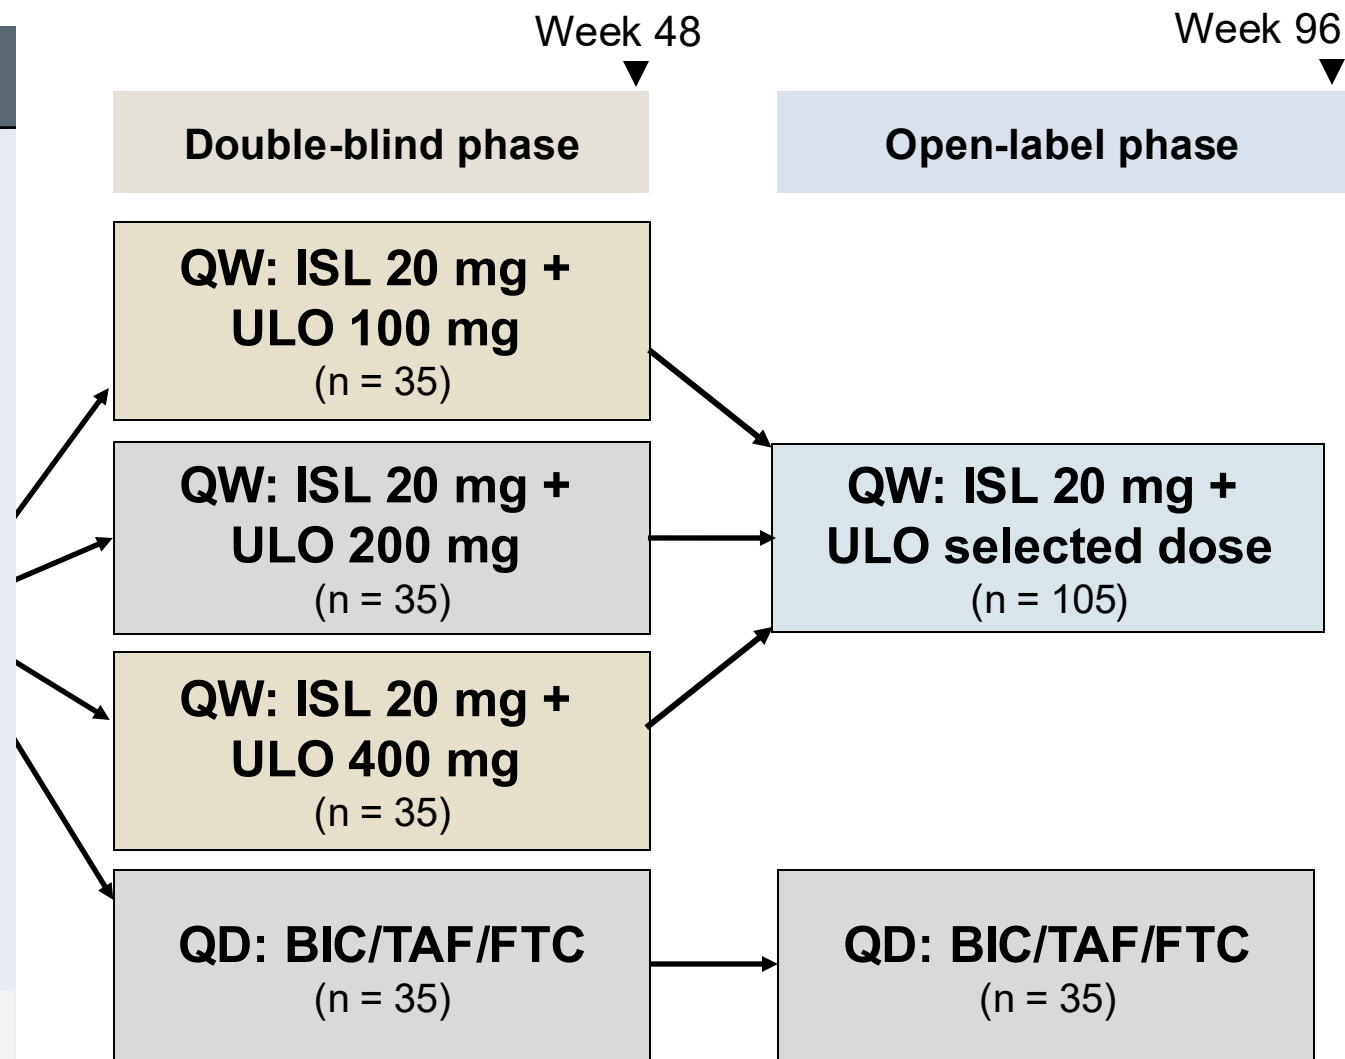 Week 48
Week 96
Double-blind phase
Open-label phase
QW: ISL 20 mg +
ULO 100 mg
(n = 35)
QW: ISL 20 mg +
ULO 200 mg
(n = 35)
QW: ISL 20 mg +
ULO selected dose
(n = 105)
QW: ISL 20 mg +
ULO 400 mg
(n = 35)
QD: BIC/TAF/FTC
(n = 35)
QD: BIC/TAF/FTC
(n = 35)